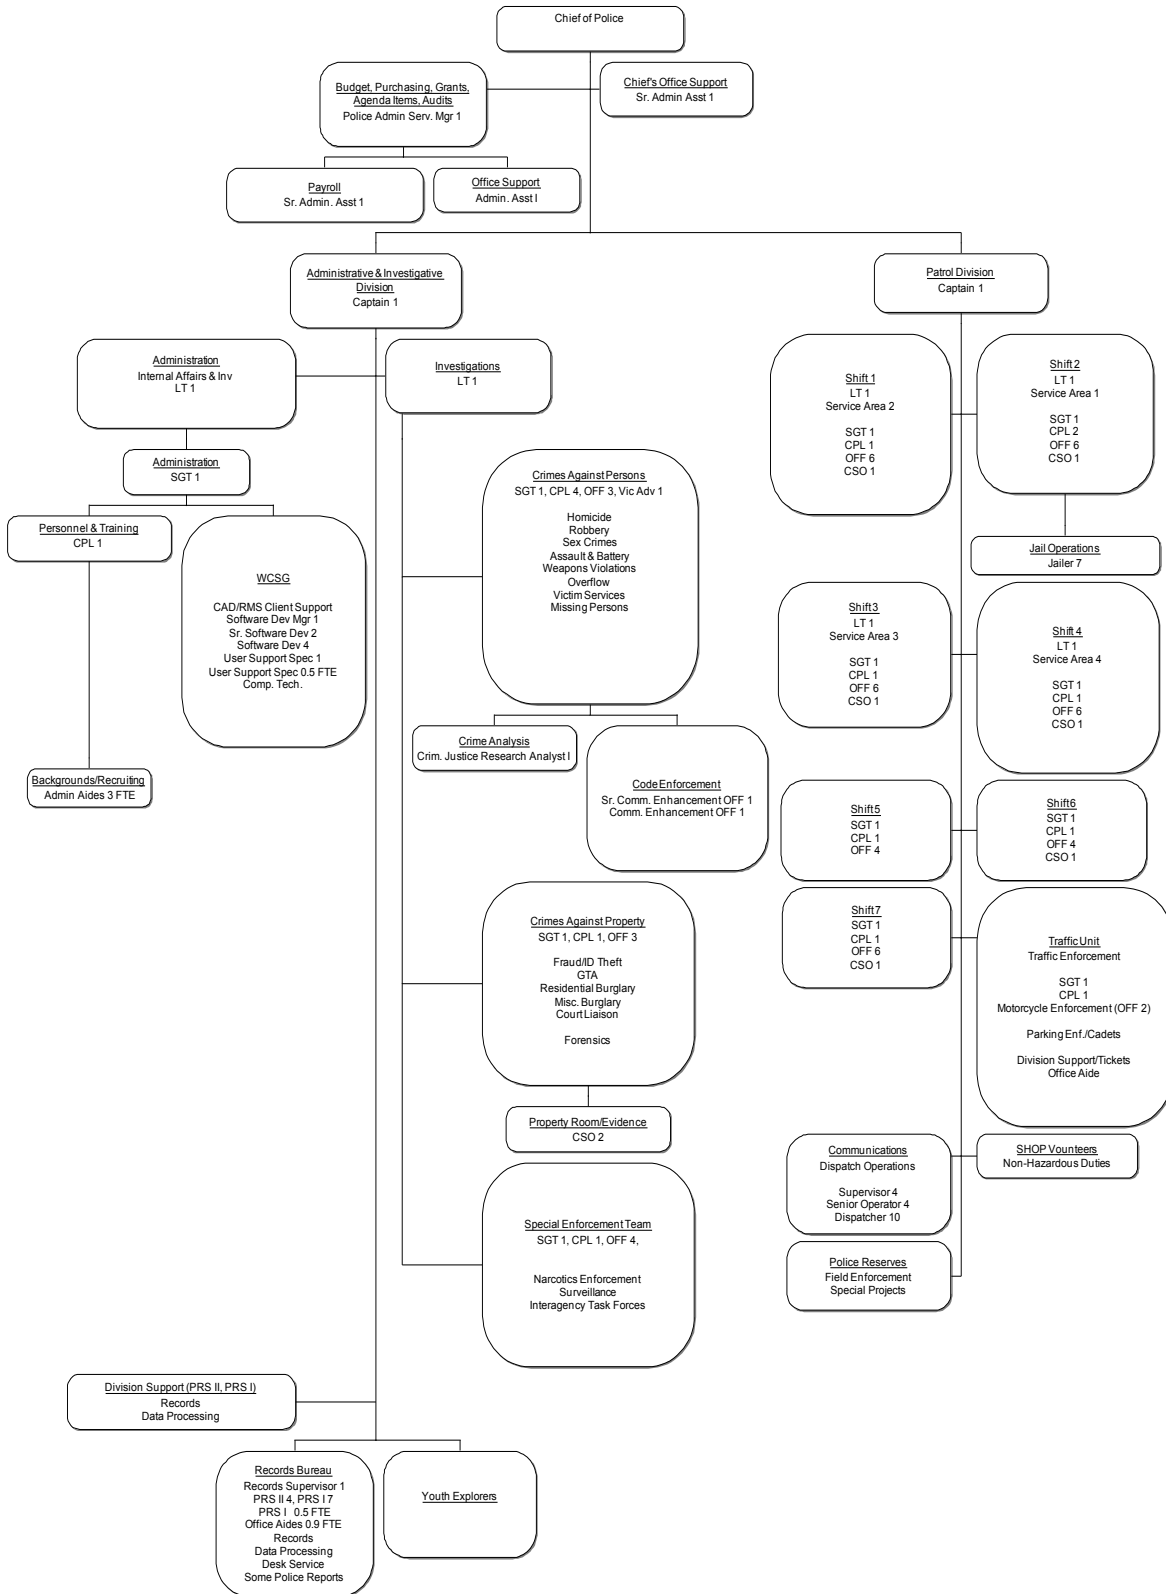 Chief of Police
Budget, Purchasing, Grants,
Agenda Items, Audits
Police Admin Serv. Mgr 1
Chief's Office Support
Sr. Admin Asst 1
Payroll
Sr. Admin. Asst 1
Office Support
Admin. Asst I
Administrative & Investigative
Division
Captain 1
Patrol Division
Captain 1
Administration
Internal Affairs & Inv
LT 1
Investigations
LT 1
Administration
SGT 1
Personnel & Training
CPL 1
WCSG
CAD/RMS Client Support
Software Dev Mgr 1
Sr. Software Dev 2
Software Dev 4
User Support Spec 1
User Support Spec 0.5 FTE
Comp. Tech.
Backgrounds/Recruiting
Admin Aides 3 FTE
Crimes Against Persons
SGT 1, CPL 4, OFF 3, Vic Adv 1
Homicide
Robbery
Sex Crimes
Assault & Battery
Weapons Violations
Overflow
Victim Services
Missing Persons
Crime Analysis
Crim. Justice Research Analyst I
Code Enforcement
Sr. Comm. Enhancement OFF 1
Comm. Enhancement OFF 1
Crimes Against Property
SGT 1, CPL 1, OFF 3
Fraud/ID Theft
GTA
Residential Burglary
Misc. Burglary
Court Liaison
Forensics
Property Room/Evidence
CSO 2
Special Enforcement Team
SGT 1, CPL 1, OFF 4,
Narcotics Enforcement
Surveillance
Interagency Task Forces
Shift 1
LT 1
Service Area 2
SGT 1
CPL 1
OFF 6
CSO 1
Shift 2
LT 1
Service Area 1
SGT 1
CPL 2
OFF 6
CSO 1
Jail Operations
Jailer 7
Shift 3
LT 1
Service Area 3
SGT 1
CPL 1
OFF 6
CSO 1
Shift 4
LT 1
Service Area 4
SGT 1
CPL 1
OFF 6
CSO 1
Shift 5
SGT 1
CPL 1
OFF 4
Shift 6
SGT 1
CPL 1
OFF 4
CSO 1
Shift 7
SGT 1
CPL 1
OFF 6
CSO 1
Traffic Unit
Traffic Enforcement
SGT 1
CPL 1
Motorcycle Enforcement (OFF 2)
Parking Enf./Cadets
Division Support/Tickets
Office Aide
Communications
Dispatch Operations
Supervisor 4
Senior Operator 4
Dispatcher 10
SHOP Vounteers
Non-Hazardous Duties
Police Reserves
Field Enforcement
Special Projects
Division Support (PRS II, PRS I)
Records
Data Processing
Records Bureau
Records Supervisor 1
PRS II 4, PRS I 7
PRS I 0.5 FTE
Office Aides 0.9 FTE
Records
Data Processing
Desk Service
Some Police Reports
Youth Explorers